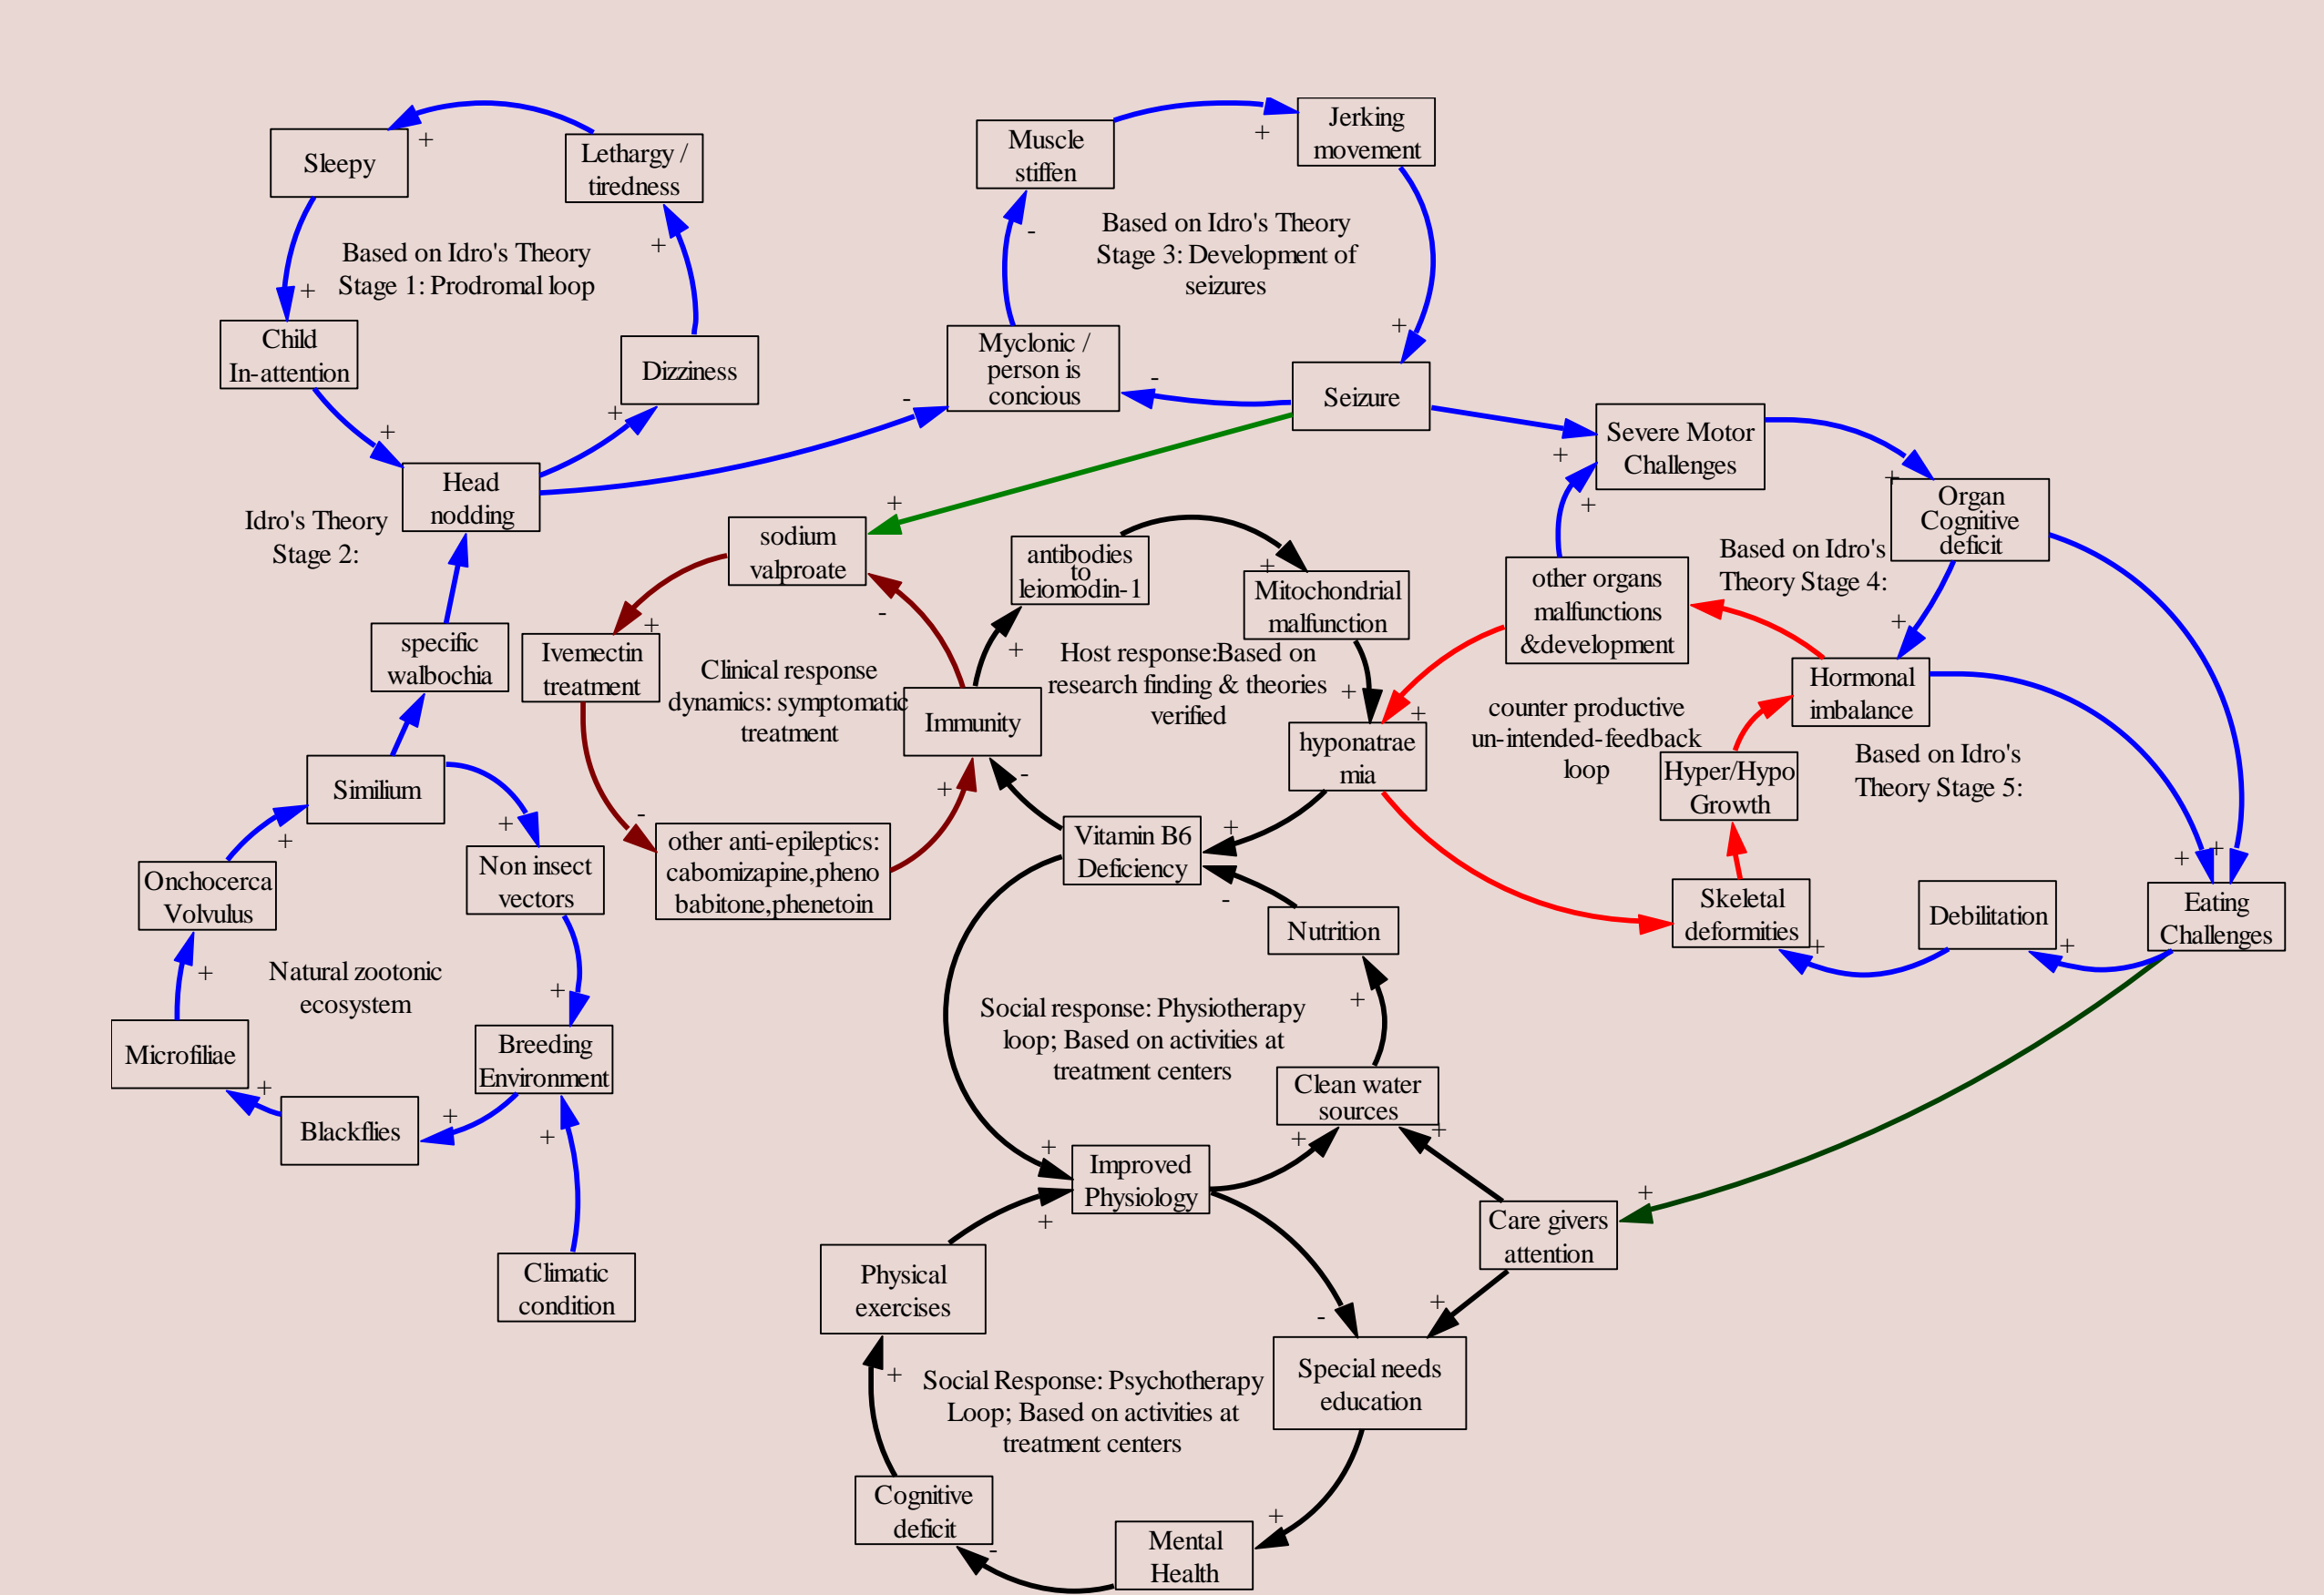 Sleepy
Lethargy /
tiredness
+
+
Based on Idro's Theory
Stage 1: Prodromal loop
+
Child
In-attention
Dizziness
+
+
Head
nodding
Idro's Theory
Stage 2:
-
Muscle
stiffen
Jerking
movement
+
-
Based on Idro's Theory
Stage 3: Development of
seizures
Myclonic /
person is
concious
+
-
Seizure
Severe Motor
Challenges
+
+
+
Organ
Cognitive
deficit
Based on Idro's
Theory Stage 4:
other organs
malfunctions
&development
+
Hormonal
imbalance
counter productive
un-intended-feedback
loop
Based on Idro's
Theory Stage 5:
Hyper/Hypo
Growth
Skeletal
deformities
+
Debilitation
+
+
+
Eating
Challenges
+
sodium
valproate
-
+
Ivemectin
treatment
Clinical response
dynamics: symptomatic
treatment
Immunity
-
other anti-epileptics:
cabomizapine,pheno
babitone,phenetoin
+
-
antibodies
to
leiomodin-1
+
+
Mitochondrial
malfunction
Host response:Based on
research finding & theories
verified
+
+
hyponatrae
mia
+
Vitamin B6
Deficiency
-
Nutrition
specific
walbochia
Similium
+
+
Onchocerca
Volvulus
Non insect
vectors
+
Natural zootonic
ecosystem
+
Microfiliae
Breeding
Environment
+
Blackflies
+
+
Climatic
condition
Social response: Physiotherapy
loop; Based on activities at
treatment centers
+
Clean water
sources
+
+
+
Improved
Physiology
+
+
Care givers
attention
Physical
exercises
+
-
Special needs
education
+
Social Response: Psychotherapy
Loop; Based on activities at
treatment centers
Cognitive
deficit
-
+
Mental
Health